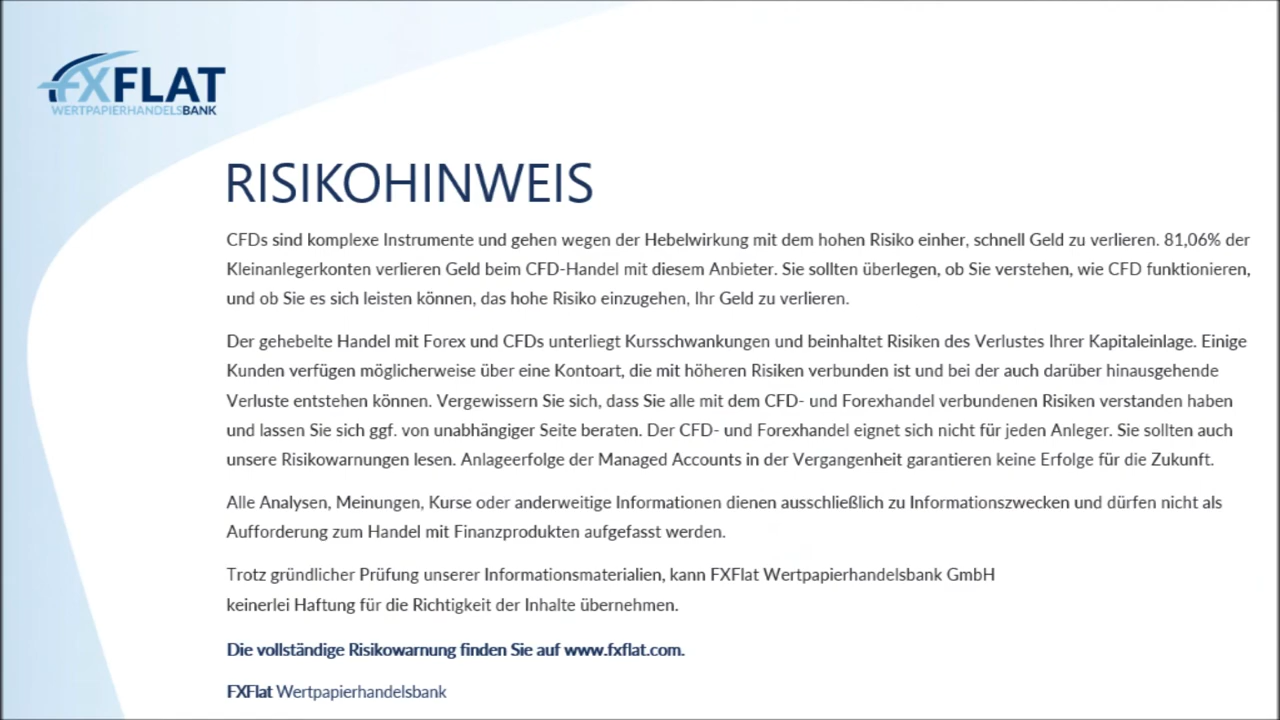 FXFLAT
WERTPAPIERHANDELSBANK
RISIKOHINWEIS
CFDs sind komplexe Instrumente und gehen wegen der Hebelwirkung mit dem hohen Risiko einher, schnell Geld zu verlieren. 81,06% der
Kleinanlegerkonten verlieren Geld beim CFD-Handel mit diesem Anbieter. Sie sollten überlegen, ob Sie verstehen, wie CFD funktionieren,
und ob Sie es sich leisten können, das hohe Risiko einzugehen, Ihr Geld zu verlieren.
Der gehebelte Handel mit Forex und CFDs unterliegt Kursschwankungen und beinhaltet Risiken des Verlustes Ihrer Kapitaleinlage. Einige
Kunden verfügen möglicherweise über eine Kontoart, die mit höheren Risiken verbunden ist und bei der auch darüber hinausgehende
Verluste entstehen können. Vergewissern Sie sich, dass Sie alle mit dem CFD- und Forexhandel verbundenen Risiken verstanden haben
und lassen Sie sich ggf. von unabhängiger Seite beraten. Der CFD- und Forexhandel eignet sich nicht für jeden Anleger. Sie sollten auch
unsere Risikowarnungen lesen. Anlageerfolge der Managed Accounts in der Vergangenheit garantieren keine Erfolge für die Zukunft.
Alle Analysen, Meinungen, Kurse oder anderweitige Informationen dienen ausschließlich zu Informationszwecken und dürfen nicht als
Aufforderung zum Handel mit Finanzprodukten aufgefasst werden.
Trotz gründlicher Prüfung unserer Informationsmaterialien, kann FXFlat Wertpapierhandelsbank GmbH
keinerlei Haftung für die Richtigkeit der Inhalte übernehmen.
Die vollständige Risikowarnung finden Sie auf www.fxflat.com.
FXFlat Wertpapierhandelsbank